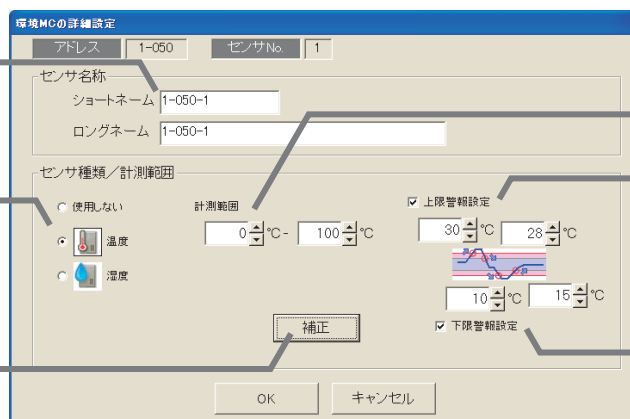 環境MCの詳細設定
アドレス 1-050 センサNo. 1
センサ名称
ショートネーム 1-050-1
ロングネーム 1-050-1
センサ種類／計測範囲
使用しない 計測範囲 上限警報設定
温度 0 ℃- 100 ℃ 30 ℃ 28 ℃
湿度
10 ℃ 15 ℃
補正 下限警報設定
OK キャンセル